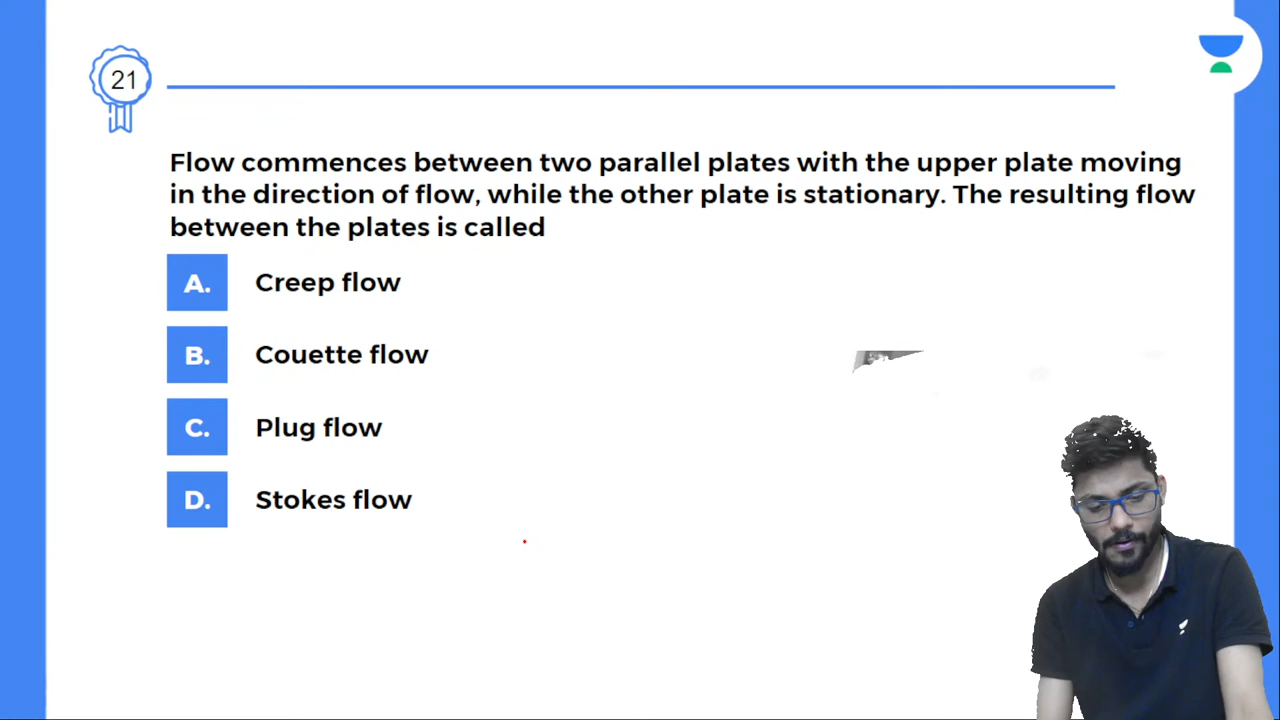 21
Flow commences between two parallel plates with the upper plate moving
in the direction of flow, while the other plate is stationary. The resulting flow
between the plates is called
A. Creep flow
B. Couette flow
C. Plug flow
D. Stokes flow